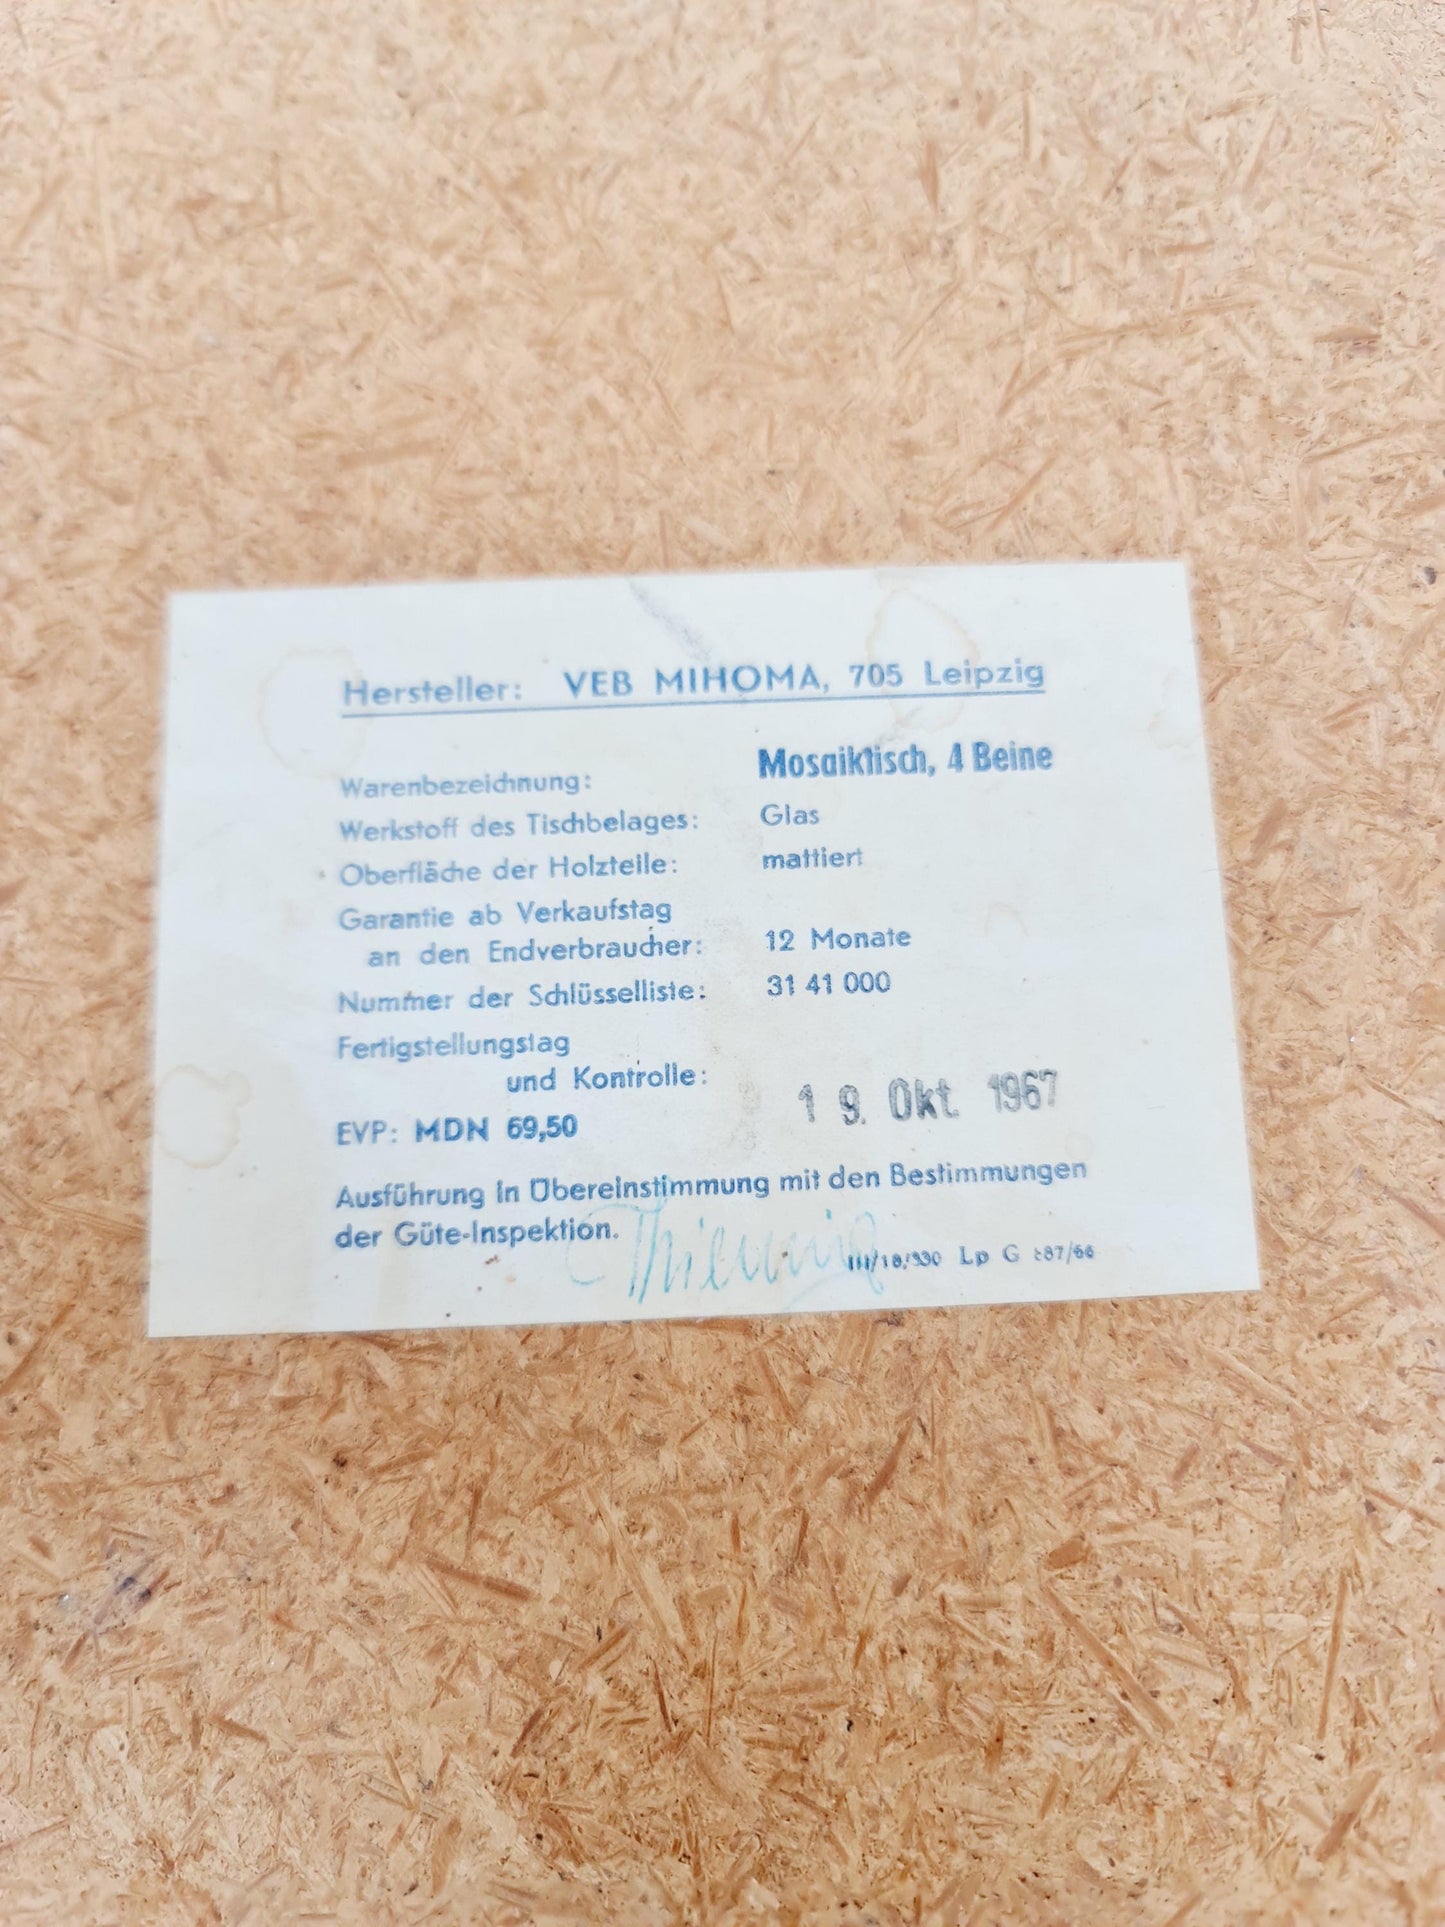 Hersteller: VEB MIHOMA, 705 Leipzig
Warenbezeichnung: Mosaiktisch, 4 Beine
Werkstoff des Tischbelages: Glas
Oberfläche der Holzteile: mattiert
Garantie ab Verkaufstag
an den Endverbraucher: 12 Monate
Nummer der Schlüsselliste: 31 41 000
Fertigstellungstag
und Kontrolle: 19. Okt. 1967
EVP: MDN 69,50
Ausführung in Übereinstimmung mit den Bestimmungen
der Güte-Inspektion.
Lp G